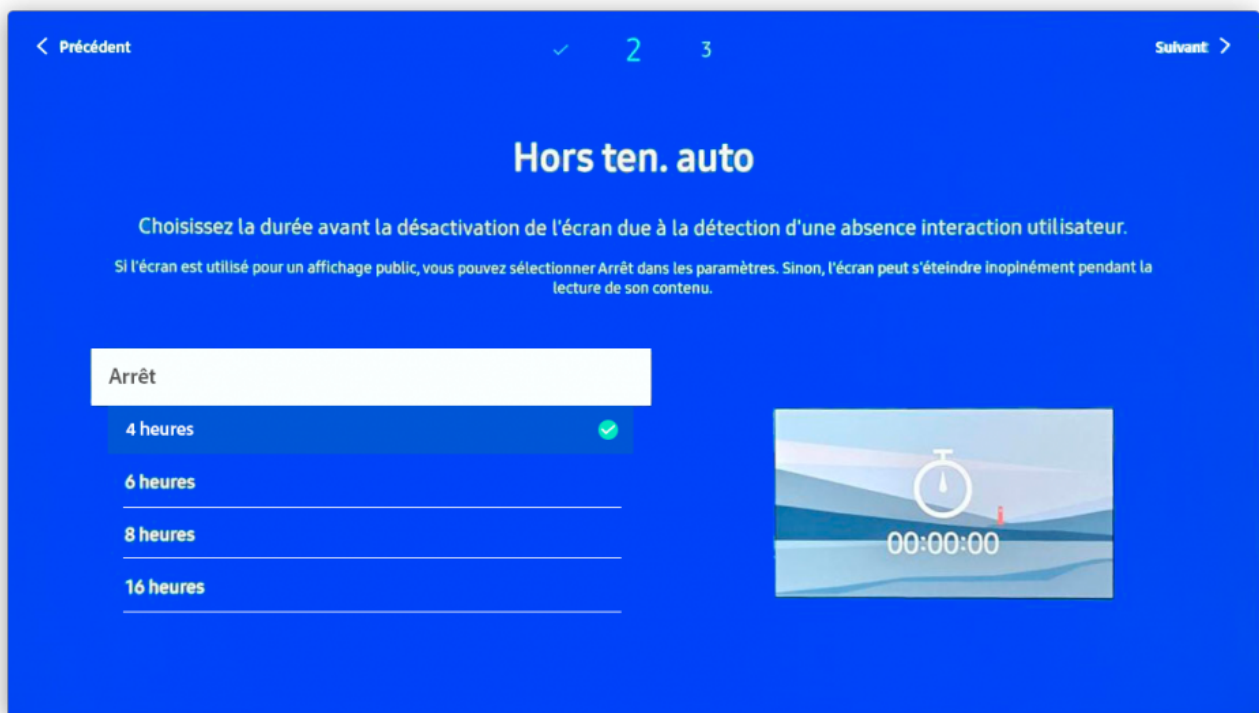 Précédent
2
3
Suivant
Hors ten. auto
Choisissez la durée avant la désactivation de l'écran due à la détection d'une absence interaction utilisateur.
Si l'écran est utilisé pour un affichage public, vous pouvez sélectionner Arrêt dans les paramètres. Sinon, l'écran peut s'éteindre inopinément pendant la
lecture de son contenu.
Arrêt
4 heures
6 heures
8 heures
16 heures
00:00:00